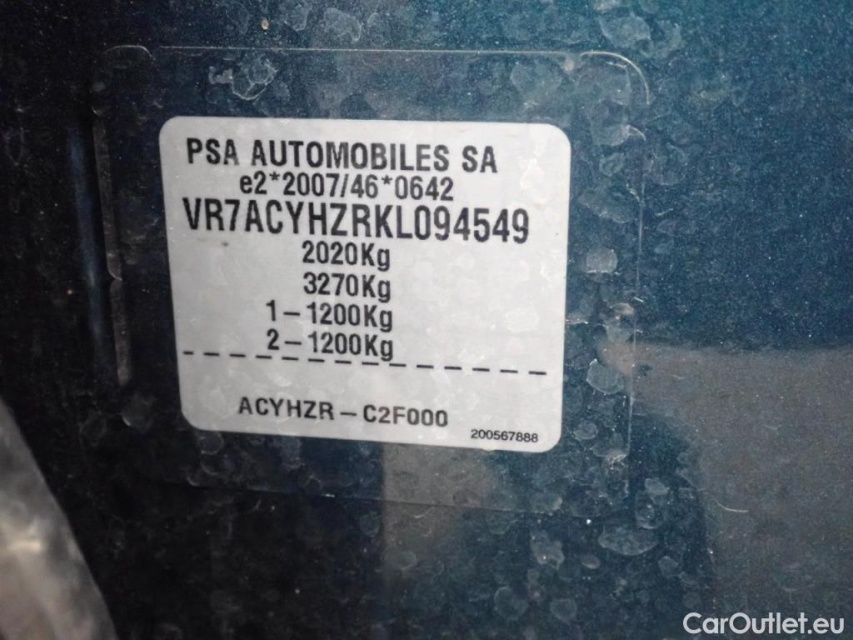 PSA AUTOMOBILES SA
e2*2007/46*0642
VR7ACYHZRKL094549
2020Kg
3270Kg
1-1200Kg
2-1200Kg
ACYHZR-C2F000
200567888
CarOutlet.eu